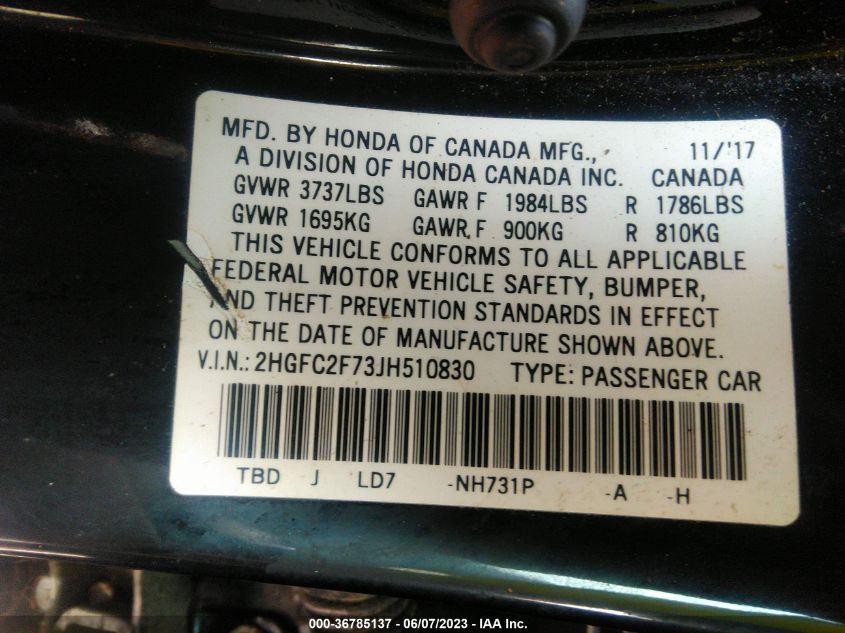 MFD. BY HONDA OF CANADA MFG., 11/'17
A DIVISION OF HONDA CANADA INC. CANADA
GVWR 3737LBS GAWR F 1984LBS R 1786LBS
GVWR 1695KG GAWR F 900KG R 810KG
THIS VEHICLE CONFORMS TO ALL APPLICABLE
FEDERAL MOTOR VEHICLE SAFETY, BUMPER,
AND THEFT PREVENTION STANDARDS IN EFFECT
ON THE DATE OF MANUFACTURE SHOWN ABOVE.
V.I.N.: 2HGFC2F73JH510830 TYPE: PASSENGER CAR
TBD J LD7 -NH731P -A -H
000-36785137 - 06/07/2023 - IAA Inc.